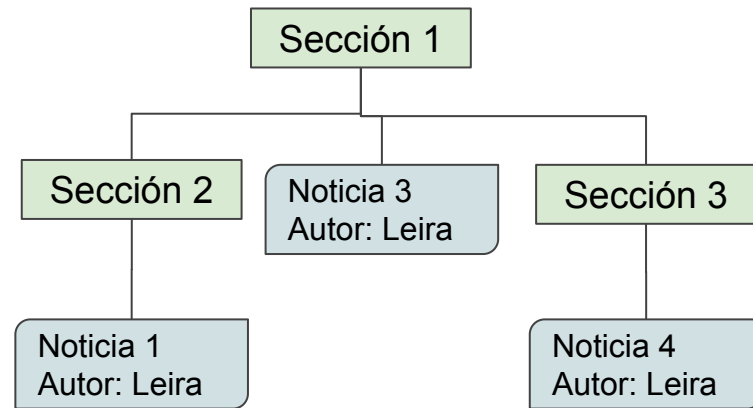 Sección 1
Sección 2
Noticia 3
Autor: Leira
Sección 3
Noticia 1
Autor: Leira
Noticia 4
Autor: Leira